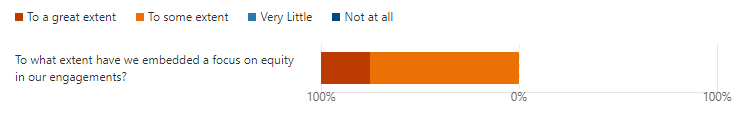 To a great extent To some extent Very Little Not at all
To what extent have we embedded a focus on equity
in our engagements?
100% 0% 100%